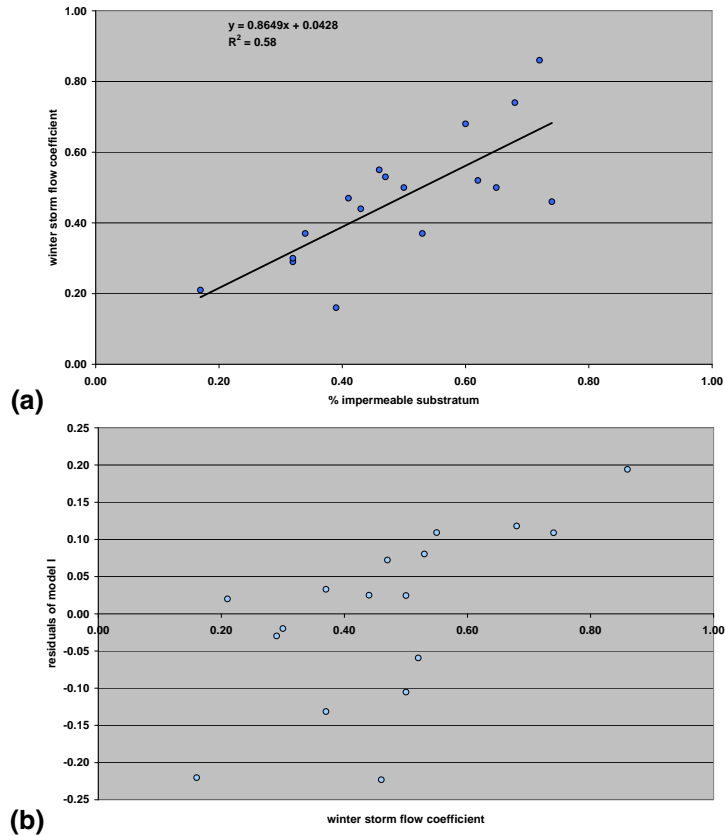 y = 0.8649x + 0.0428
R² = 0.58
1.00
0.80
0.60
0.40
0.20
0.00
winter storm flow coefficient
0.00 0.20 0.40 0.60 0.80 1.00
% impermeable substratum
(a)
0.25
0.20
0.15
0.10
0.05
0.00
-0.05
-0.10
-0.15
-0.20
-0.25
residuals of model I
0.00 0.20 0.40 0.60 0.80 1.00
winter storm flow coefficient
(b)